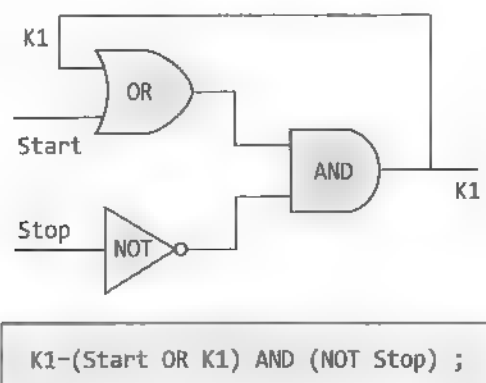 K1
OR
Start
AND
K1
Stop
NOT
K1-(Start OR K1) AND (NOT Stop) ;